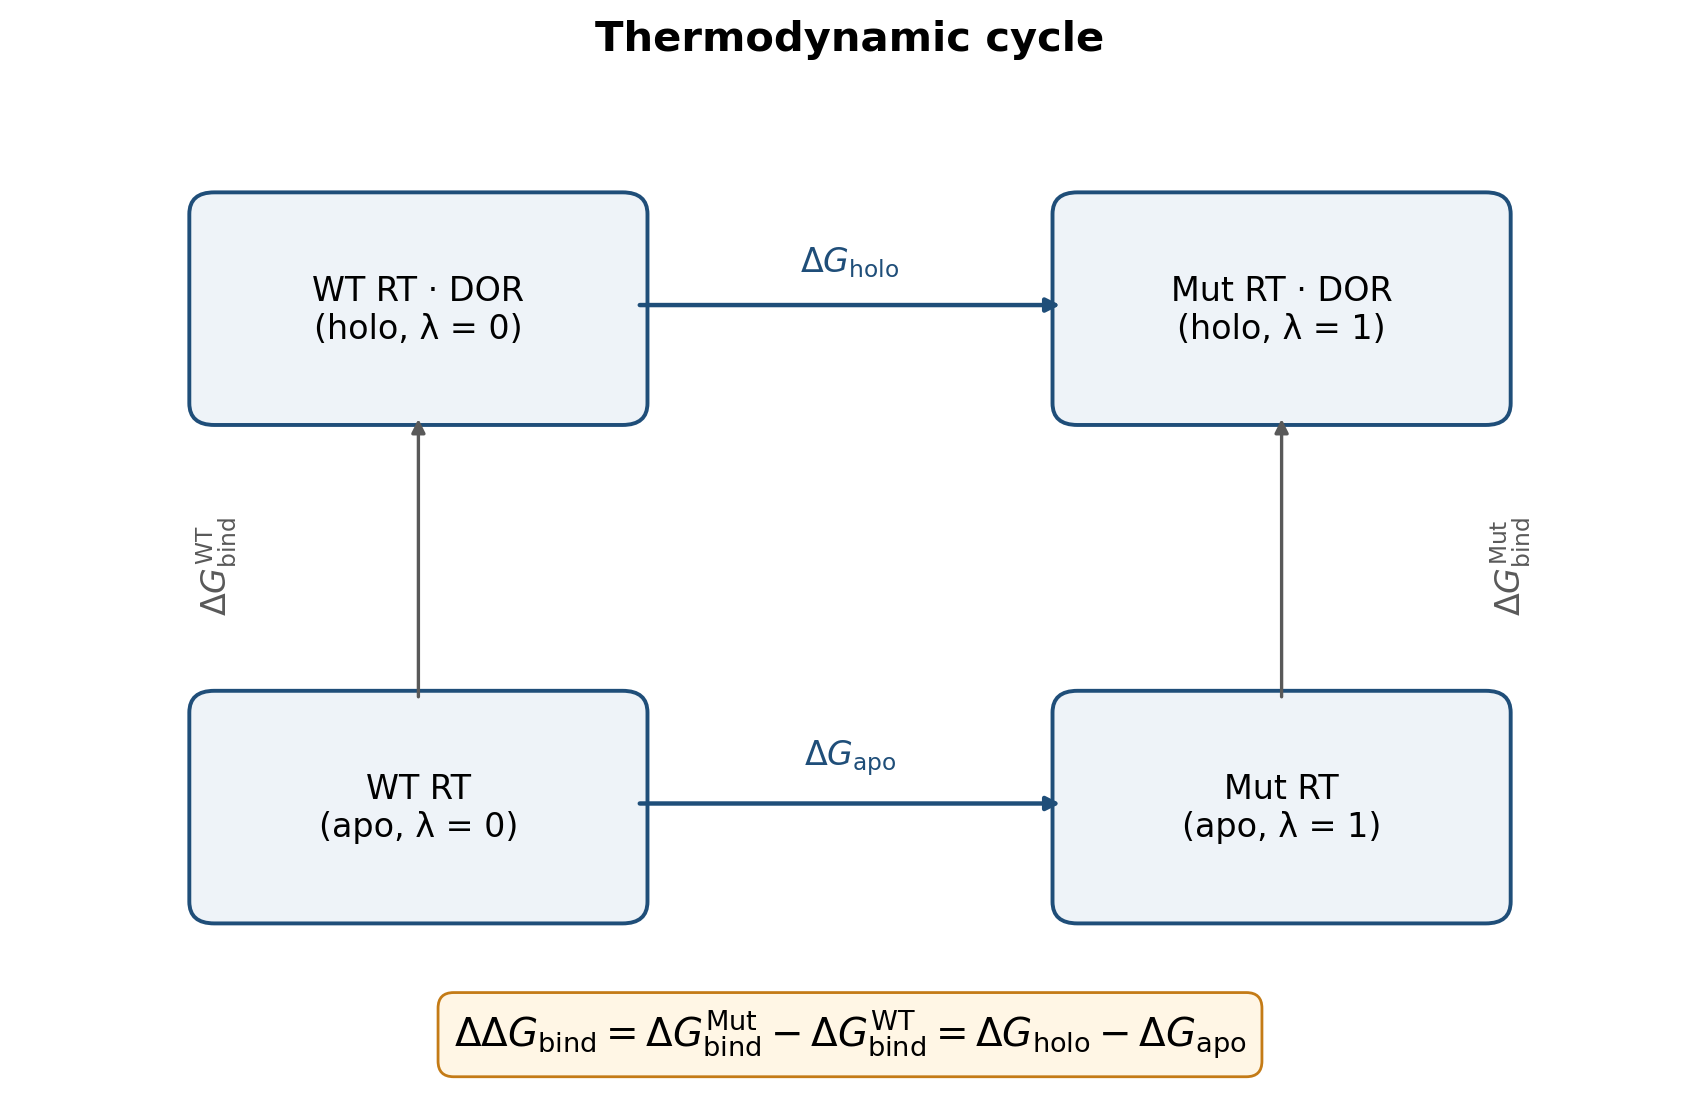 Thermodynamic cycle
WT RT · DOR
(holo, λ = 0)
ΔG_holo
Mut RT · DOR
(holo, λ = 1)
ΔG_bind^WT
ΔG_bind^Mut
WT RT
(apo, λ = 0)
ΔG_apo
Mut RT
(apo, λ = 1)
ΔΔG_bind = ΔG_bind^Mut − ΔG_bind^WT = ΔG_holo − ΔG_apo